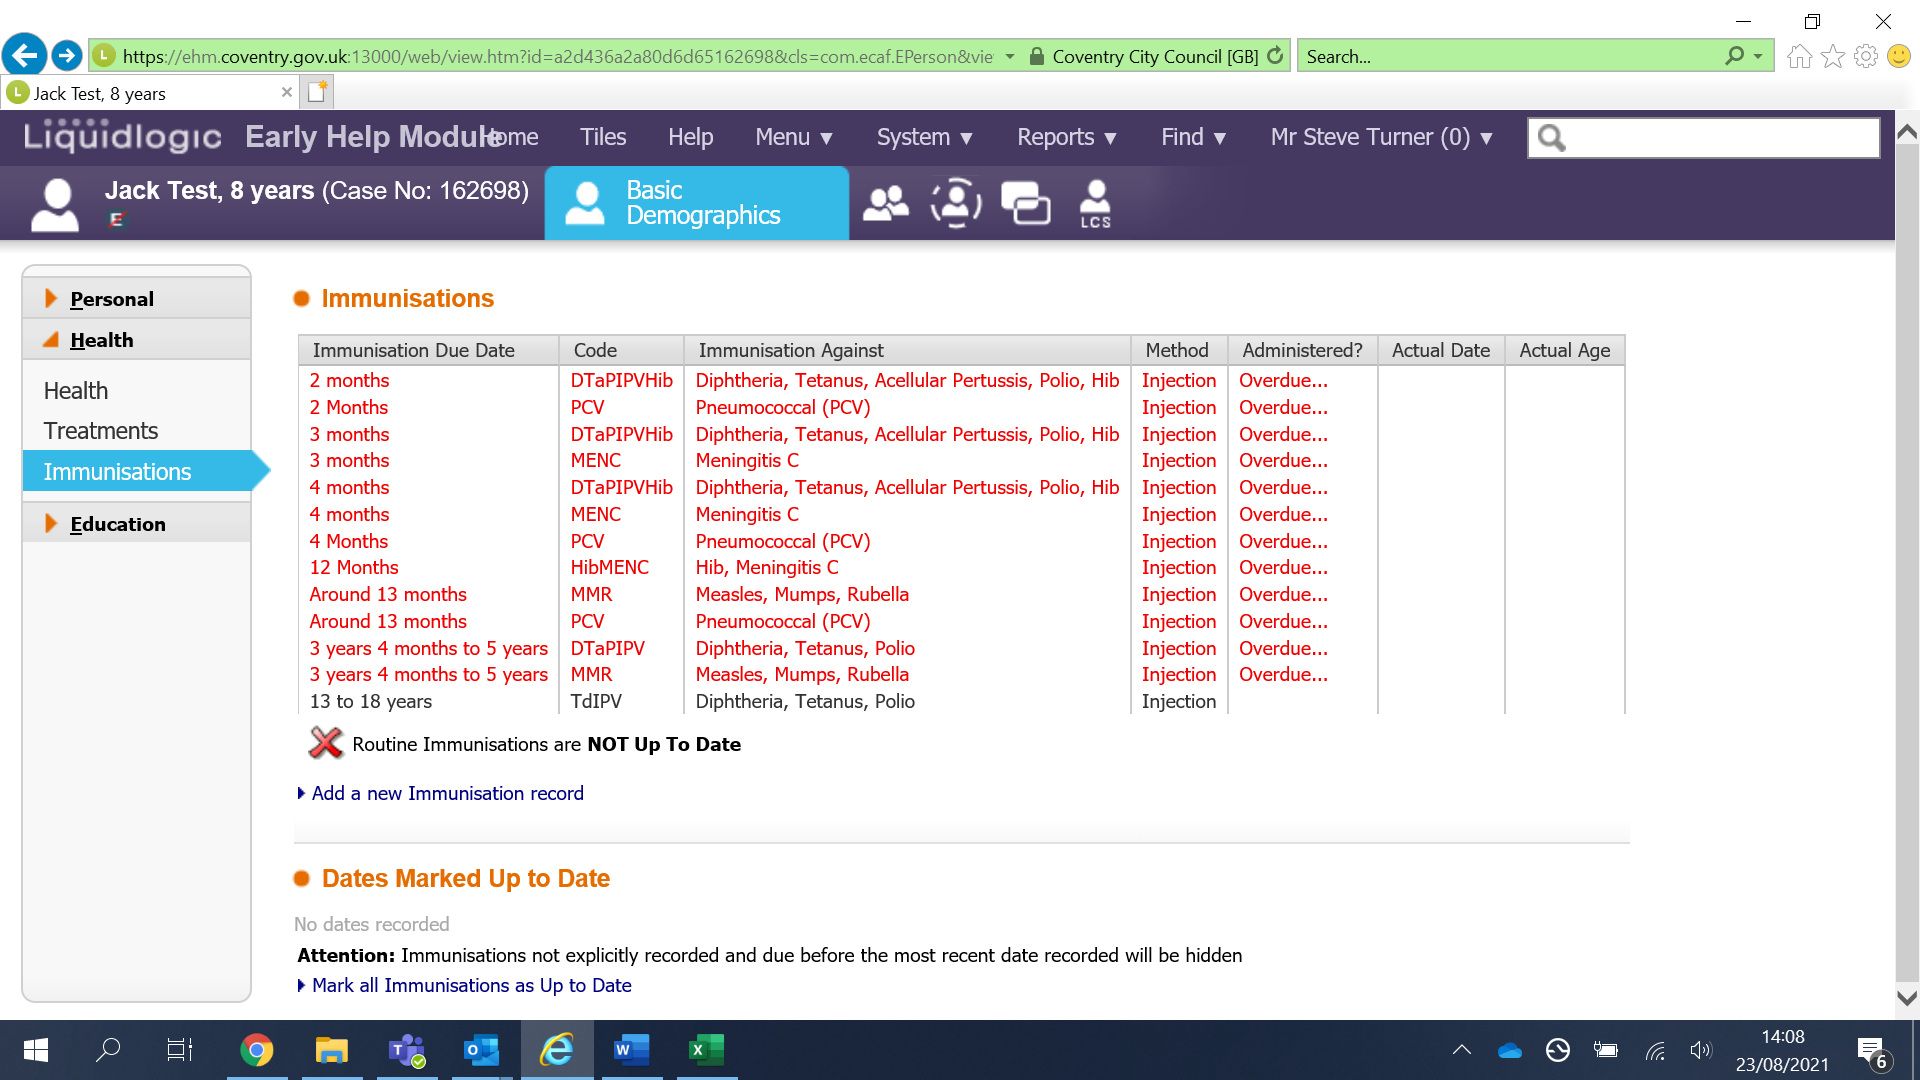 https://ehm.coventry.gov.uk:13000/web/view.htm?id=a2d436a2a80d6d65162698&cls=com.ecaf.EPerson&vie Coventry City Council [GB] Search...
Jack Test, 8 years
Liquidlogic Early Help Module Home Tiles Help Menu ▼ System ▼ Reports ▼ Find ▼ Mr Steve Turner (0) ▼
Jack Test, 8 years (Case No: 162698)
Basic
Demographics
LCS
Personal
Health
Health
Treatments
Immunisations
Education
Immunisations
Immunisation Due Date Code Immunisation Against Method Administered? Actual Date Actual Age
2 months DTaPIPVHib Diphtheria, Tetanus, Acellular Pertussis, Polio, Hib Injection Overdue...
2 Months PCV Pneumococcal (PCV) Injection Overdue...
3 months DTaPIPVHib Diphtheria, Tetanus, Acellular Pertussis, Polio, Hib Injection Overdue...
3 months MENC Meningitis C Injection Overdue...
4 months DTaPIPVHib Diphtheria, Tetanus, Acellular Pertussis, Polio, Hib Injection Overdue...
4 months MENC Meningitis C Injection Overdue...
4 Months PCV Pneumococcal (PCV) Injection Overdue...
12 Months HibMENC Hib, Meningitis C Injection Overdue...
Around 13 months MMR Measles, Mumps, Rubella Injection Overdue...
Around 13 months PCV Pneumococcal (PCV) Injection Overdue...
3 years 4 months to 5 years DTaPIPV Diphtheria, Tetanus, Polio Injection Overdue...
3 years 4 months to 5 years MMR Measles, Mumps, Rubella Injection Overdue...
13 to 18 years TdIPV Diphtheria, Tetanus, Polio Injection
Routine Immunisations are NOT Up To Date
Add a new Immunisation record
Dates Marked Up to Date
No dates recorded
Attention: Immunisations not explicitly recorded and due before the most recent date recorded will be hidden
Mark all Immunisations as Up to Date
14:08
23/08/2021
6